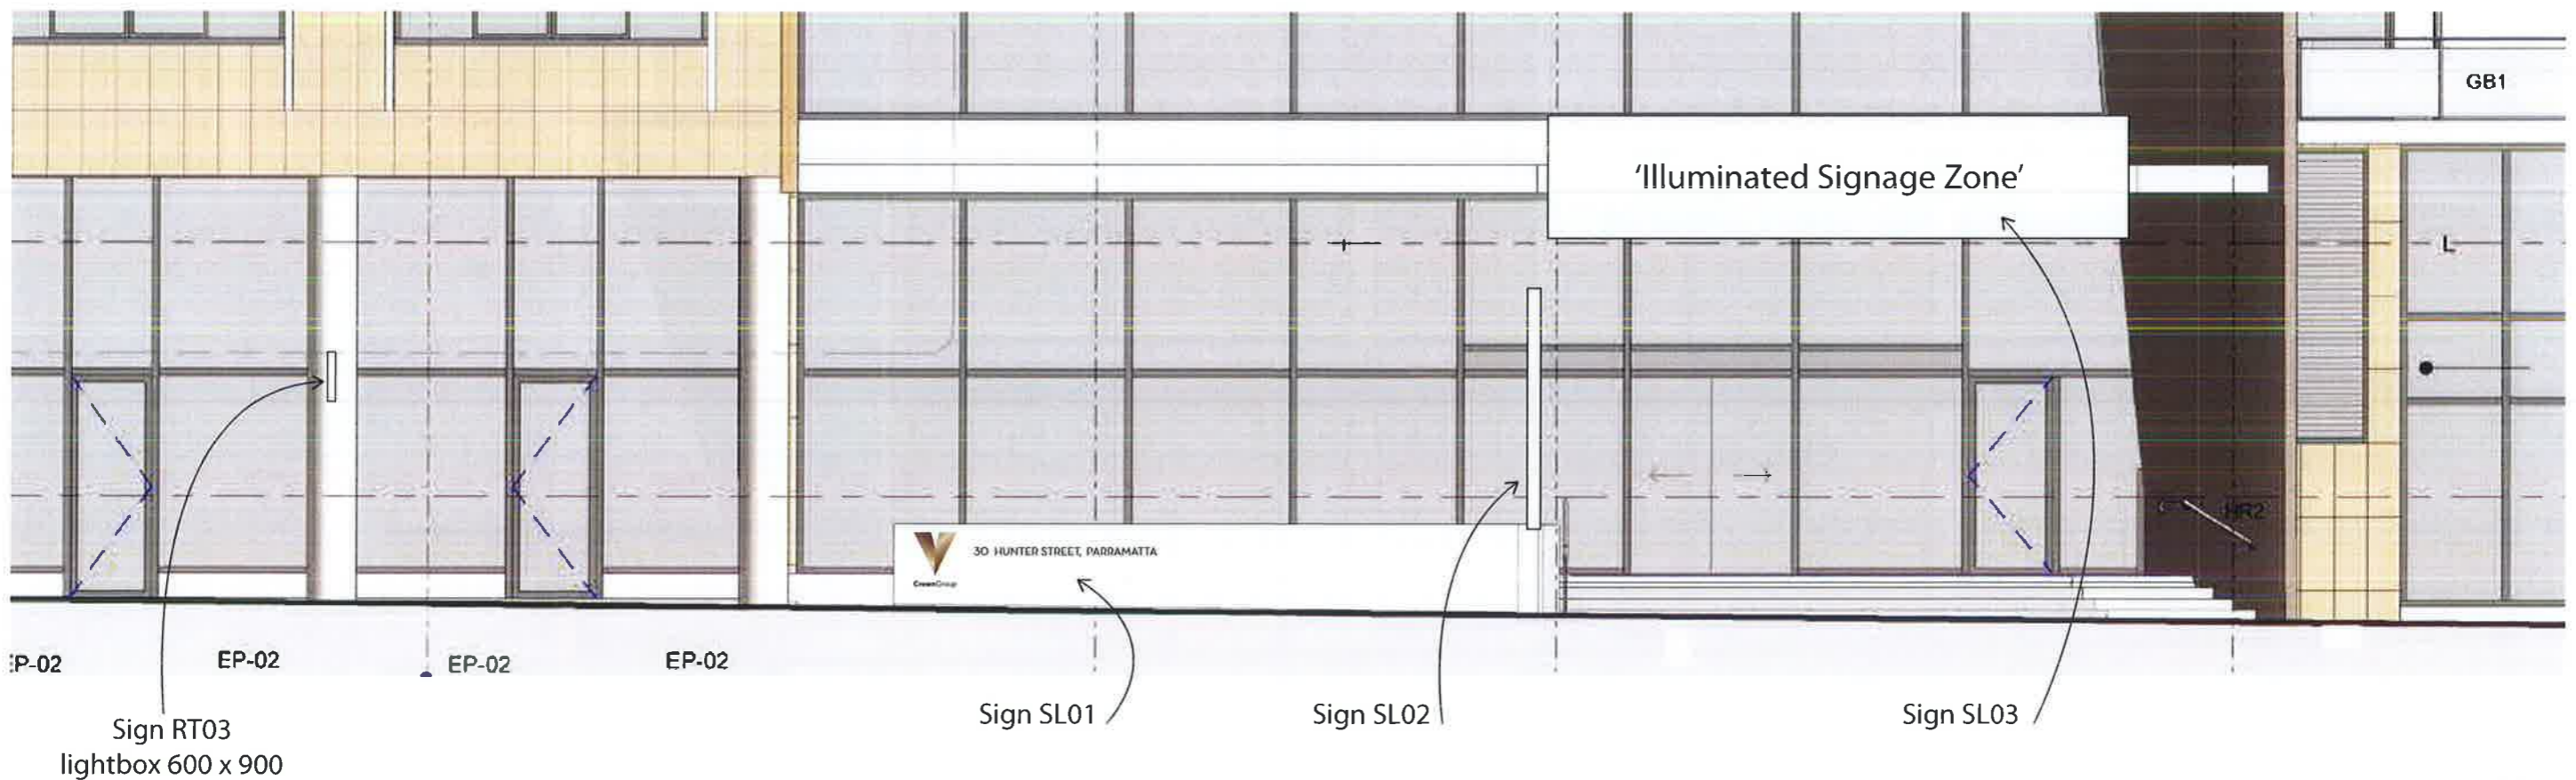 GB1
'Illuminated Signage Zone'
L
HR2
30 HUNTER STREET, PARRAMATTA
CrownGroup
EP-02
EP-02
EP-02
EP-02
Sign RT03
lightbox 600 x 900
Sign SL01
Sign SL02
Sign SL03